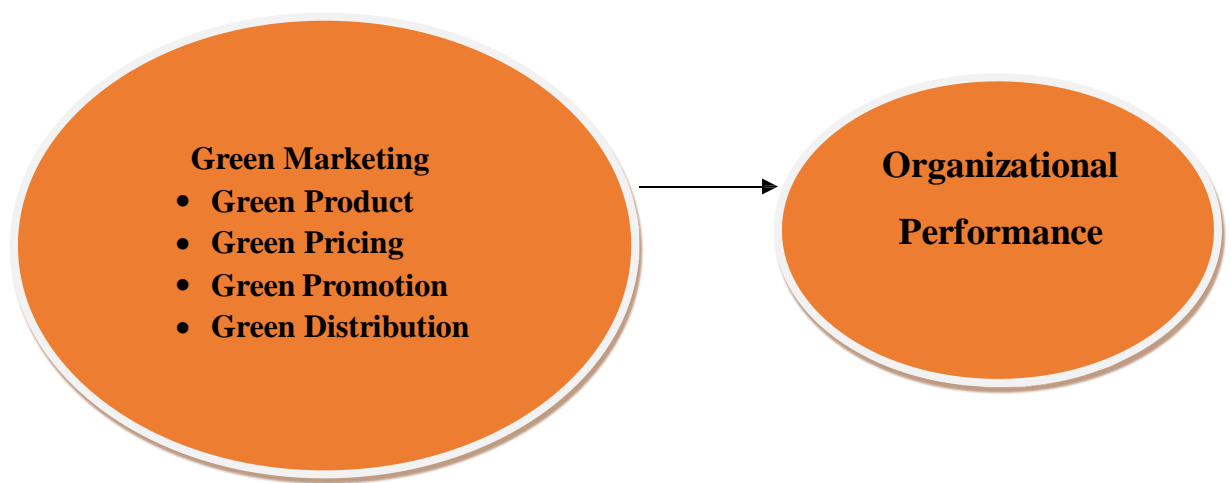 Green Marketing
• Green Product
• Green Pricing
• Green Promotion
• Green Distribution
Organizational
Performance